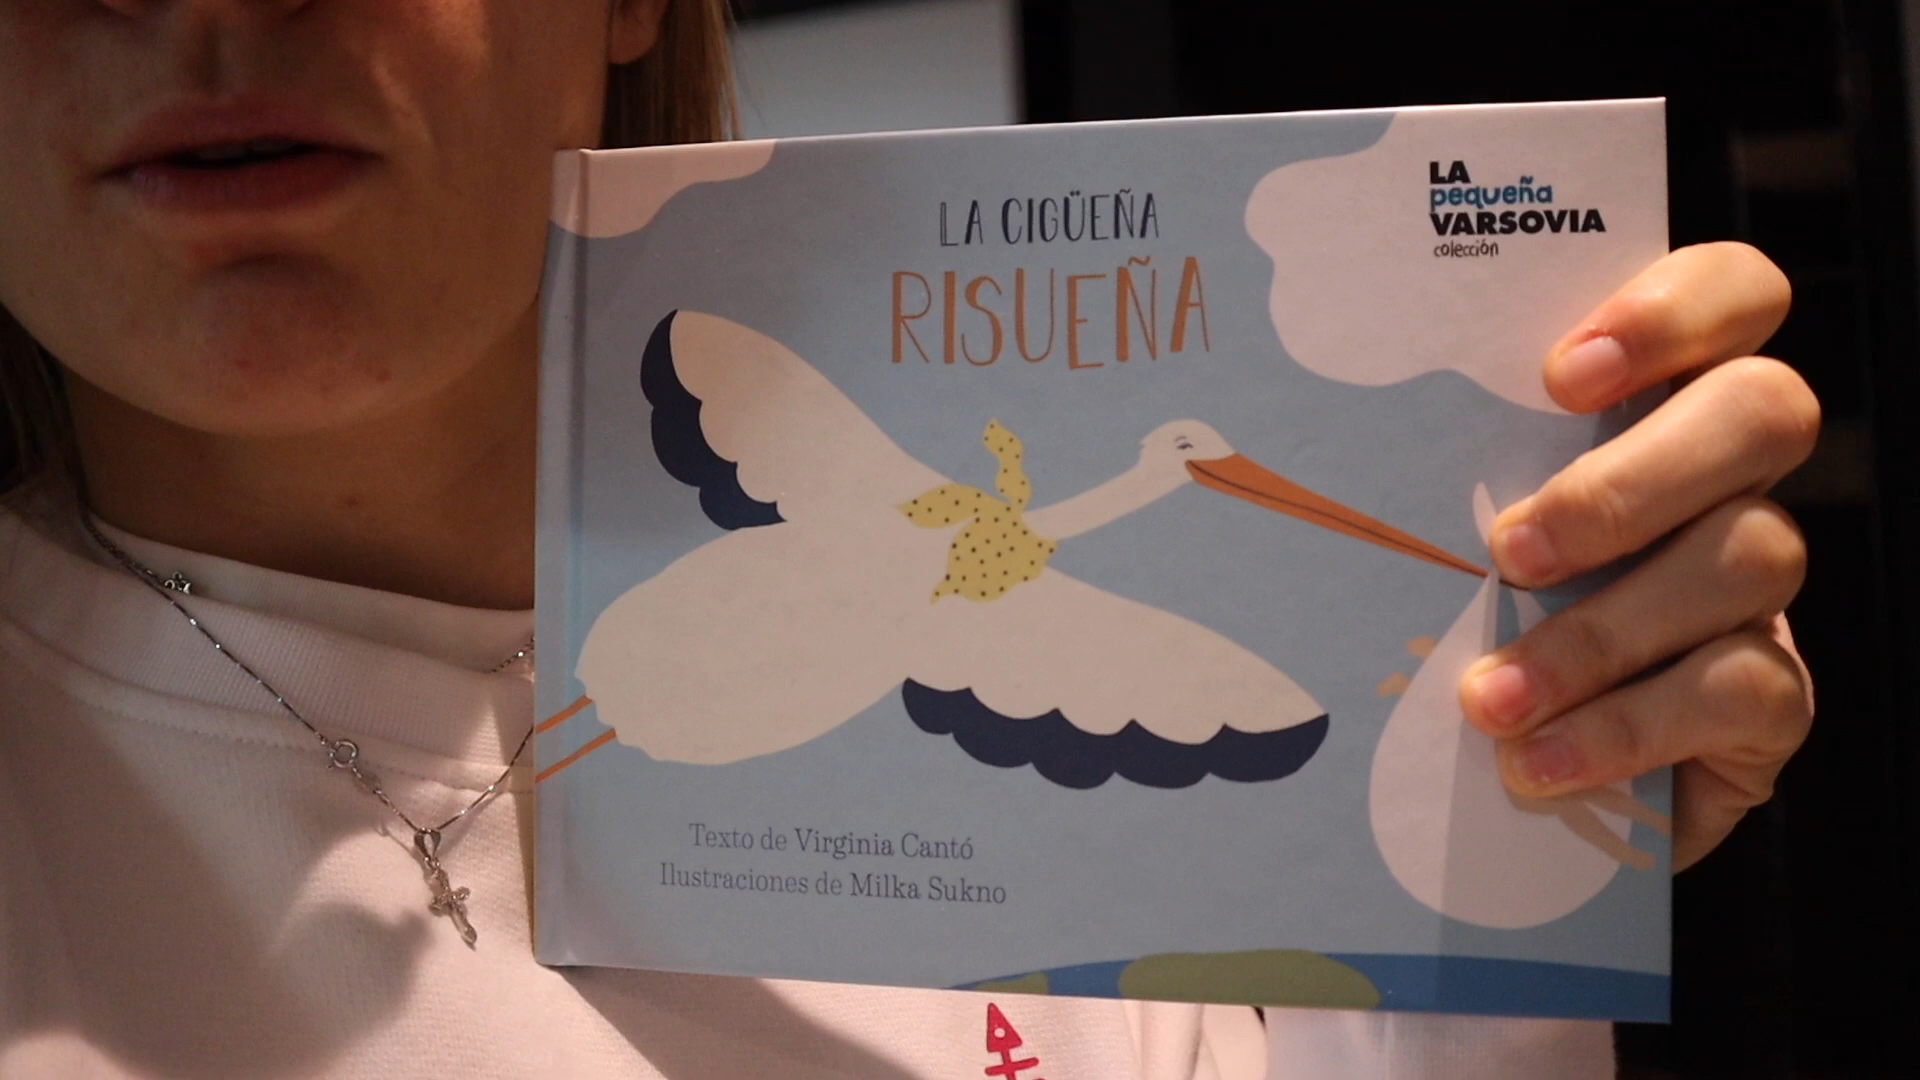 LA CIGÜEÑA
RISUEÑA
LA
pequeña
VARSOVIA
colección
Texto de Virginia Cantó
Ilustraciones de Milka Sukno